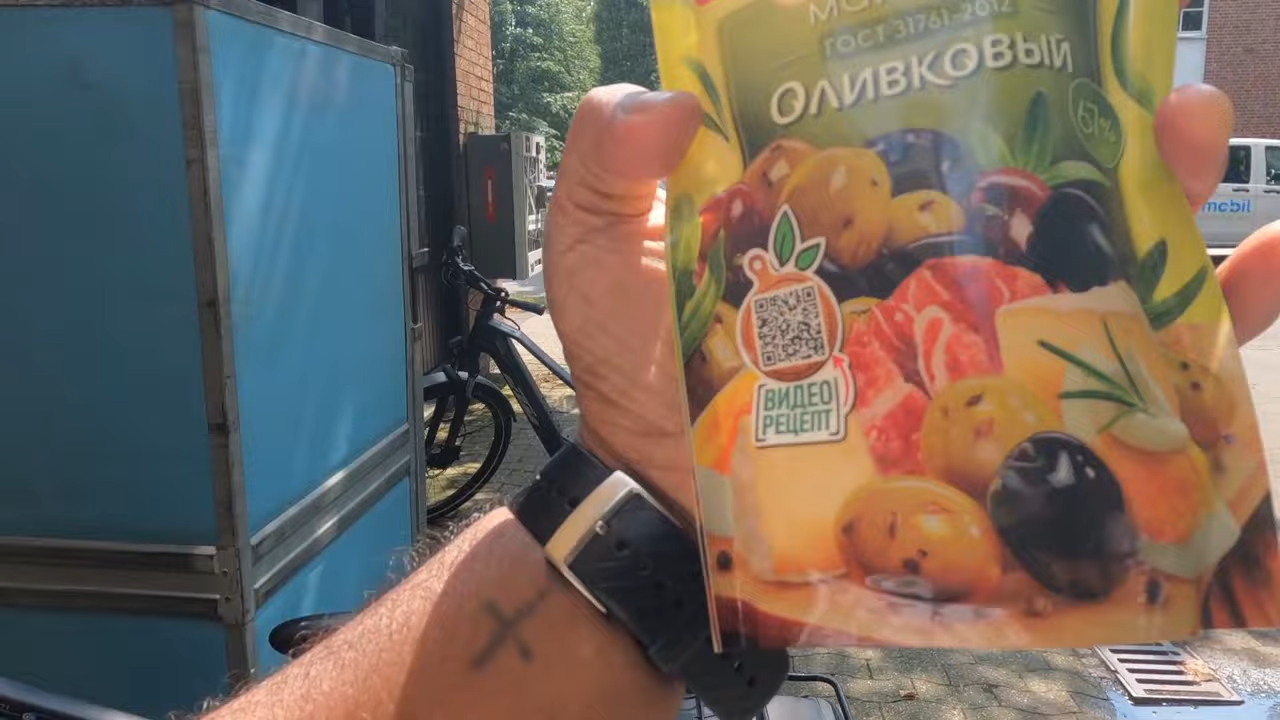 ГОСТ 31761-2012
ОЛИВКОВЫЙ
67%
ВИДЕО
РЕЦЕПТ
mobil